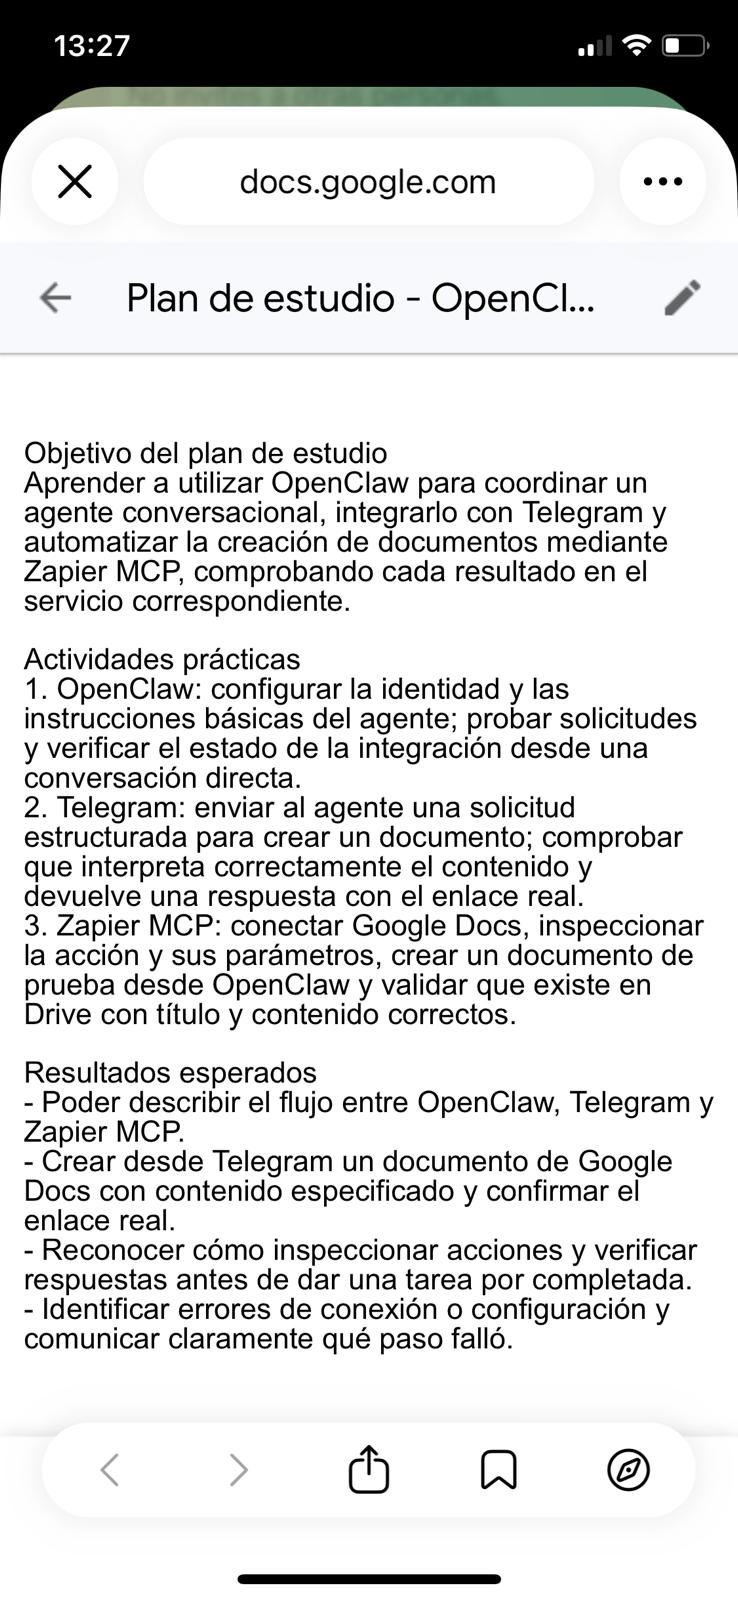 13:27
No invites a otras personas.
docs.google.com
Plan de estudio - OpenCl...
Objetivo del plan de estudio
Aprender a utilizar OpenClaw para coordinar un
agente conversacional, integrarlo con Telegram y
automatizar la creación de documentos mediante
Zapier MCP, comprobando cada resultado en el
servicio correspondiente.
Actividades prácticas
1. OpenClaw: configurar la identidad y las
instrucciones básicas del agente; probar solicitudes
y verificar el estado de la integración desde una
conversación directa.
2. Telegram: enviar al agente una solicitud
estructurada para crear un documento; comprobar
que interpreta correctamente el contenido y
devuelve una respuesta con el enlace real.
3. Zapier MCP: conectar Google Docs, inspeccionar
la acción y sus parámetros, crear un documento de
prueba desde OpenClaw y validar que existe en
Drive con título y contenido correctos.
Resultados esperados
- Poder describir el flujo entre OpenClaw, Telegram y
Zapier MCP.
- Crear desde Telegram un documento de Google
Docs con contenido especificado y confirmar el
enlace real.
- Reconocer cómo inspeccionar acciones y verificar
respuestas antes de dar una tarea por completada.
- Identificar errores de conexión o configuración y
comunicar claramente qué paso falló.